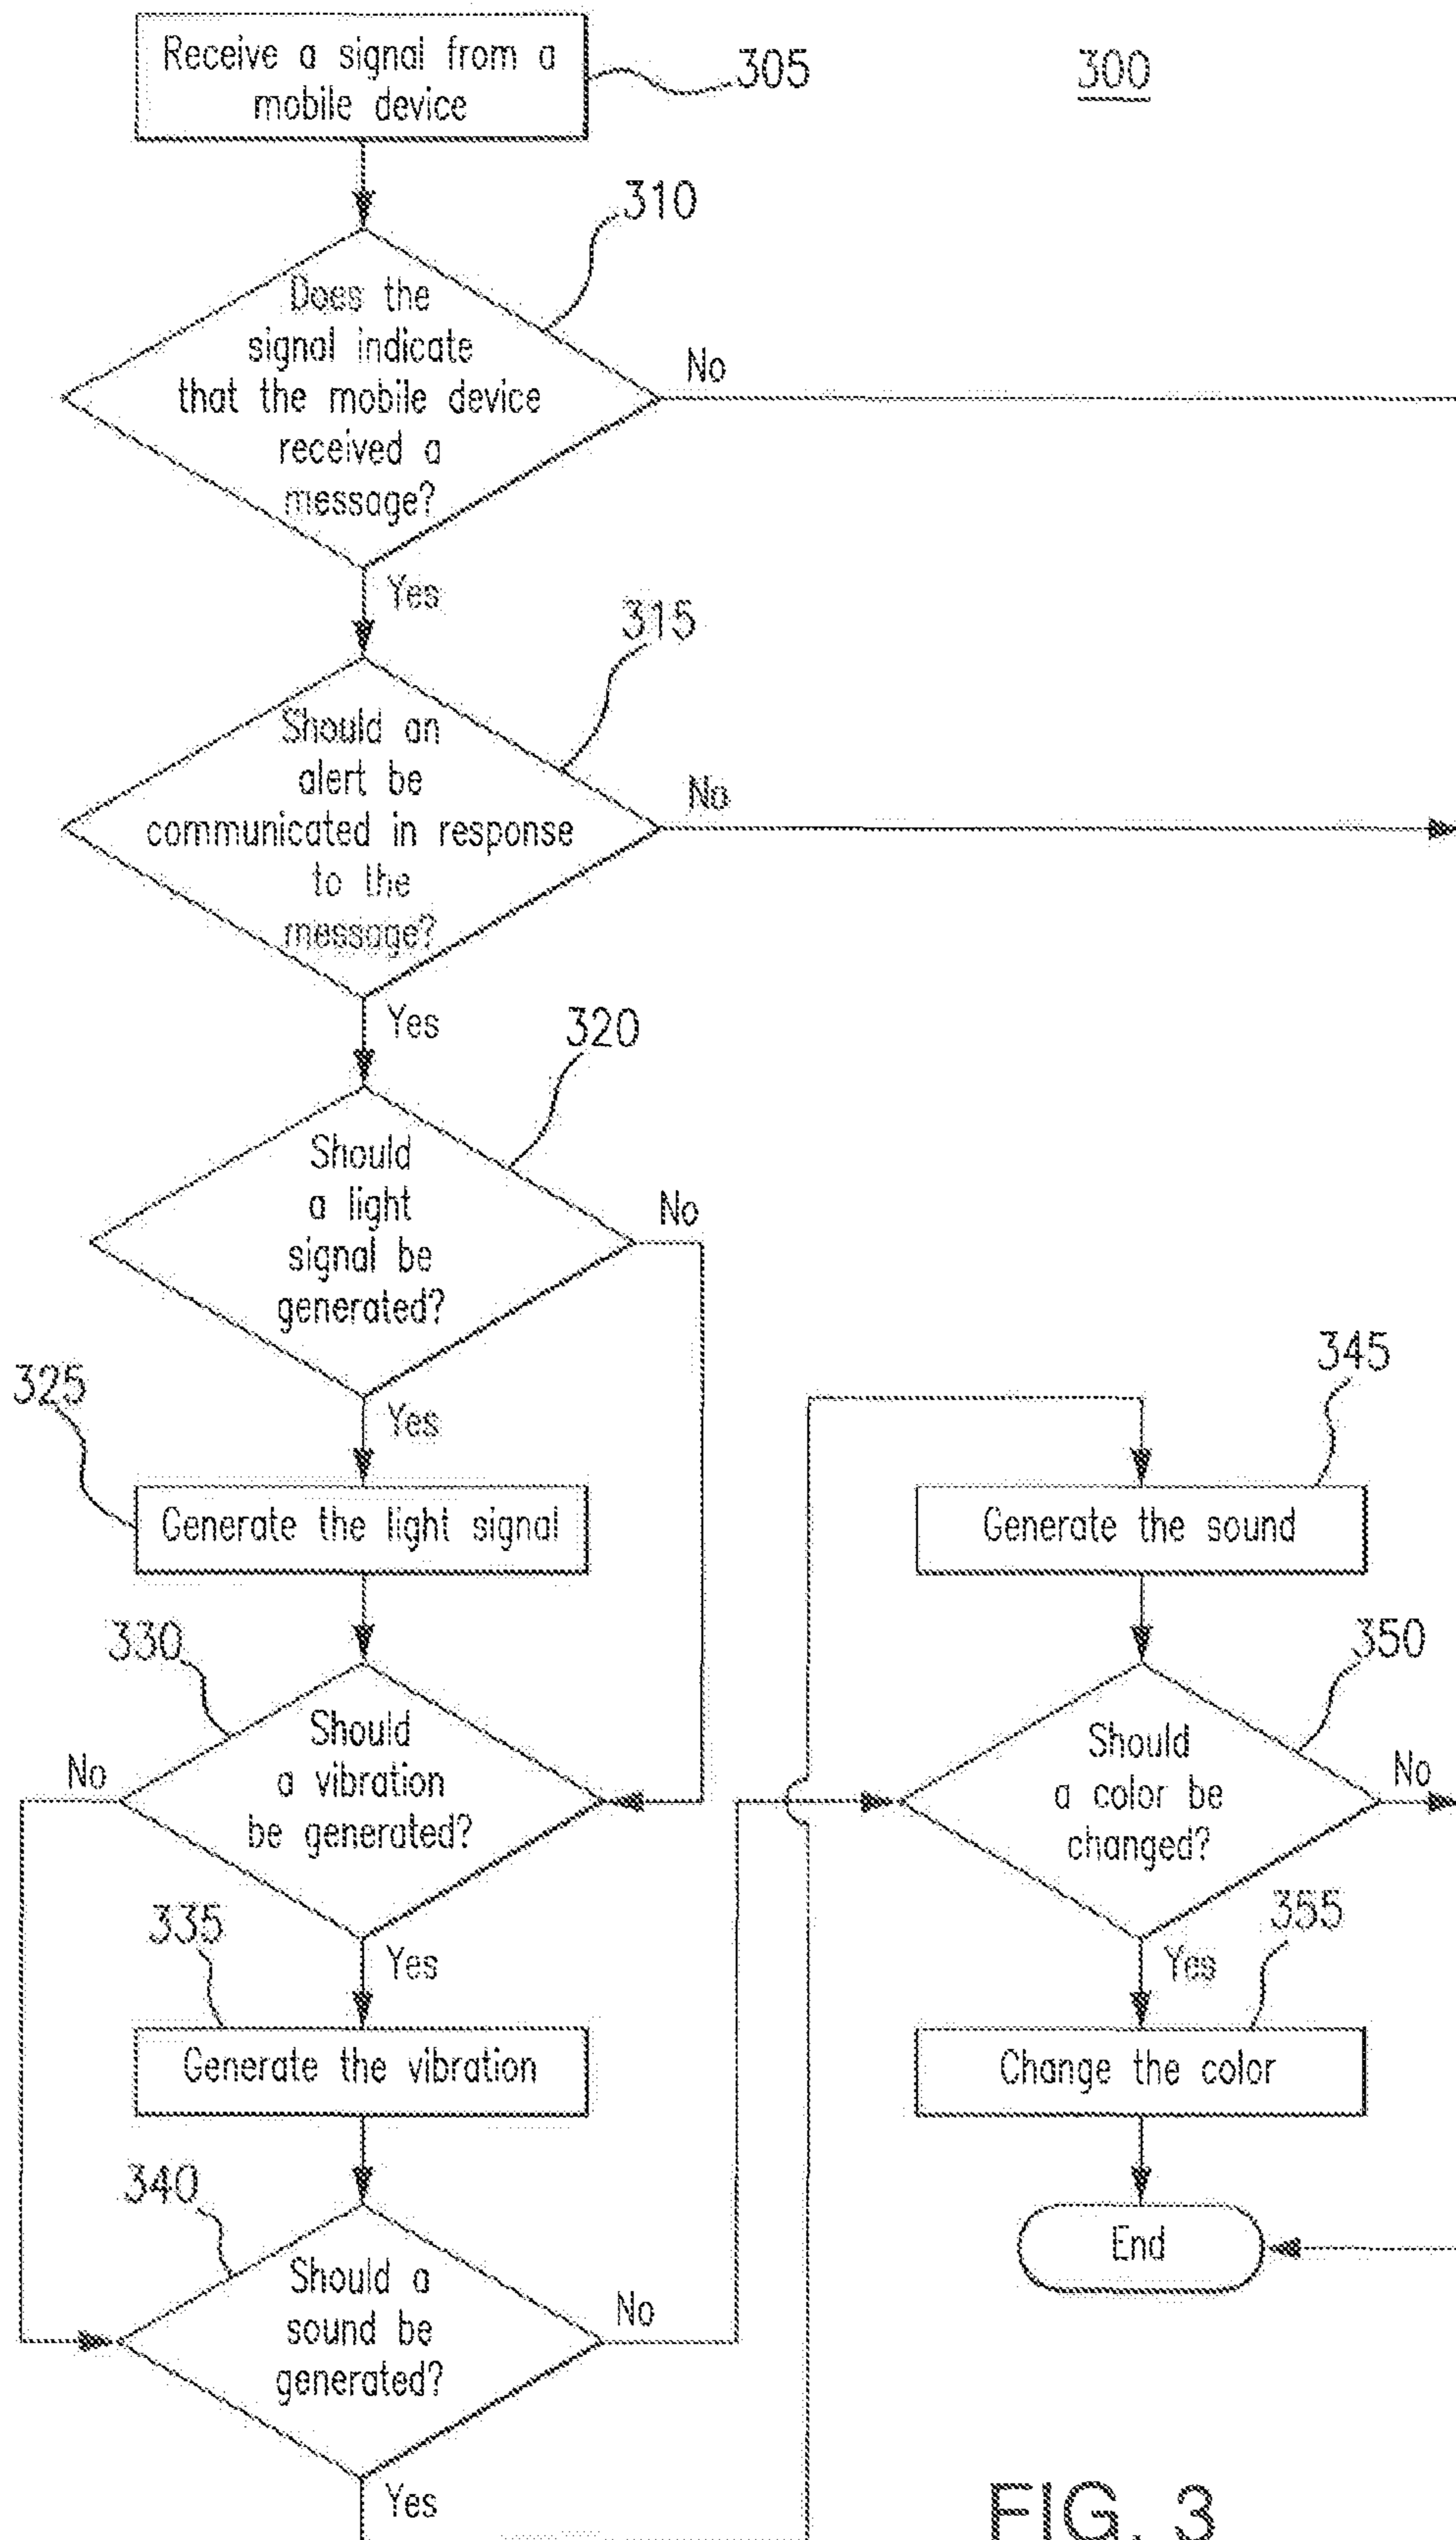 Receive a signal from a
mobile device
305
300
310
Does the
signal indicate
that the mobile device
received a
message?
No
Yes
315
Should an
alert be
communicated in response
to the
message?
No
Yes
320
Should
a light
signal be
generated?
No
Yes
325
Generate the light signal
330
Should
a vibration
be generated?
No
Yes
335
Generate the vibration
340
Should a
sound be
generated?
No
Yes
345
Generate the sound
350
Should
a color be
changed?
No
Yes
355
Change the color
End
FIG. 3